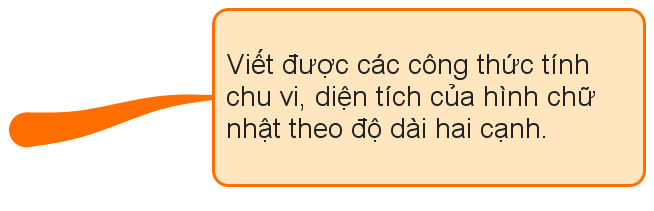 Viết được các công thức tính
chu vi, diện tích của hình chữ
nhật theo độ dài hai cạnh.